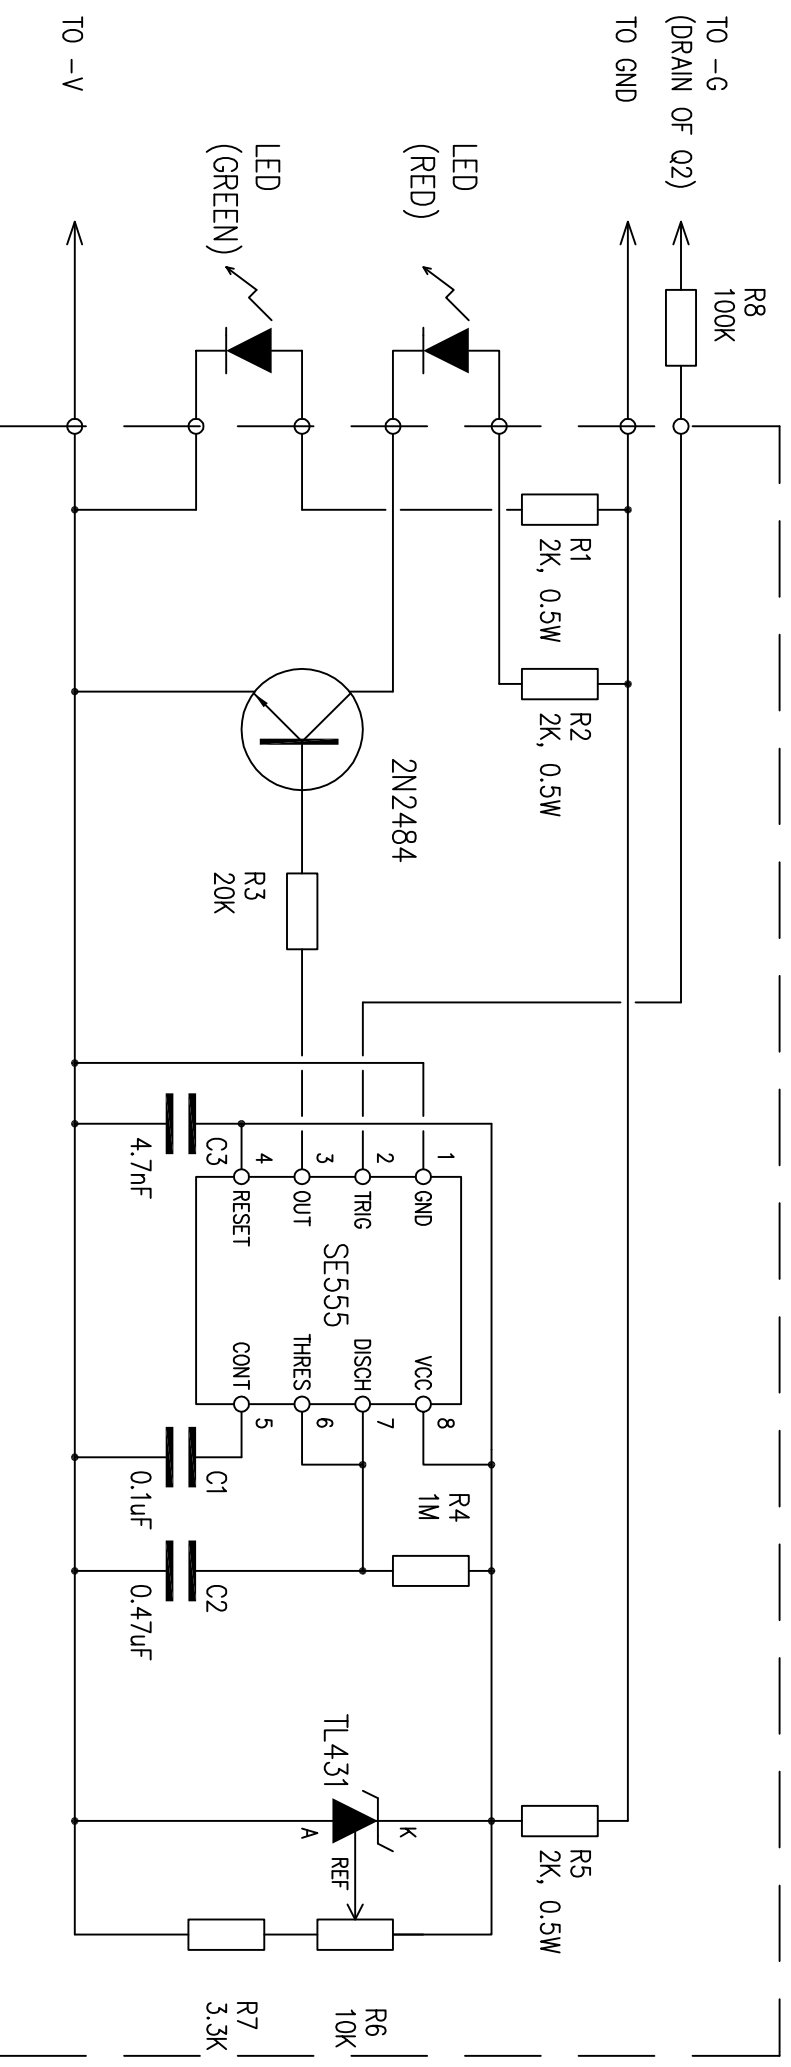 TO -G
(DRAIN OF Q2)
TO GND
TO -V
R8
100K
LED
(RED)
LED
(GREEN)
R1
2K, 0.5W
R2
2K, 0.5W
2N2484
R3
20K
C3
4.7nF
1
2
3
4
GND
TRIG
OUT
RESET
SE555
VCC
DISCH
THRES
CONT
8
7
6
5
C1
0.1uF
R4
1M
C2
0.47uF
TL431
A
K
REF
R5
2K, 0.5W
R6
10K
R7
3.3K